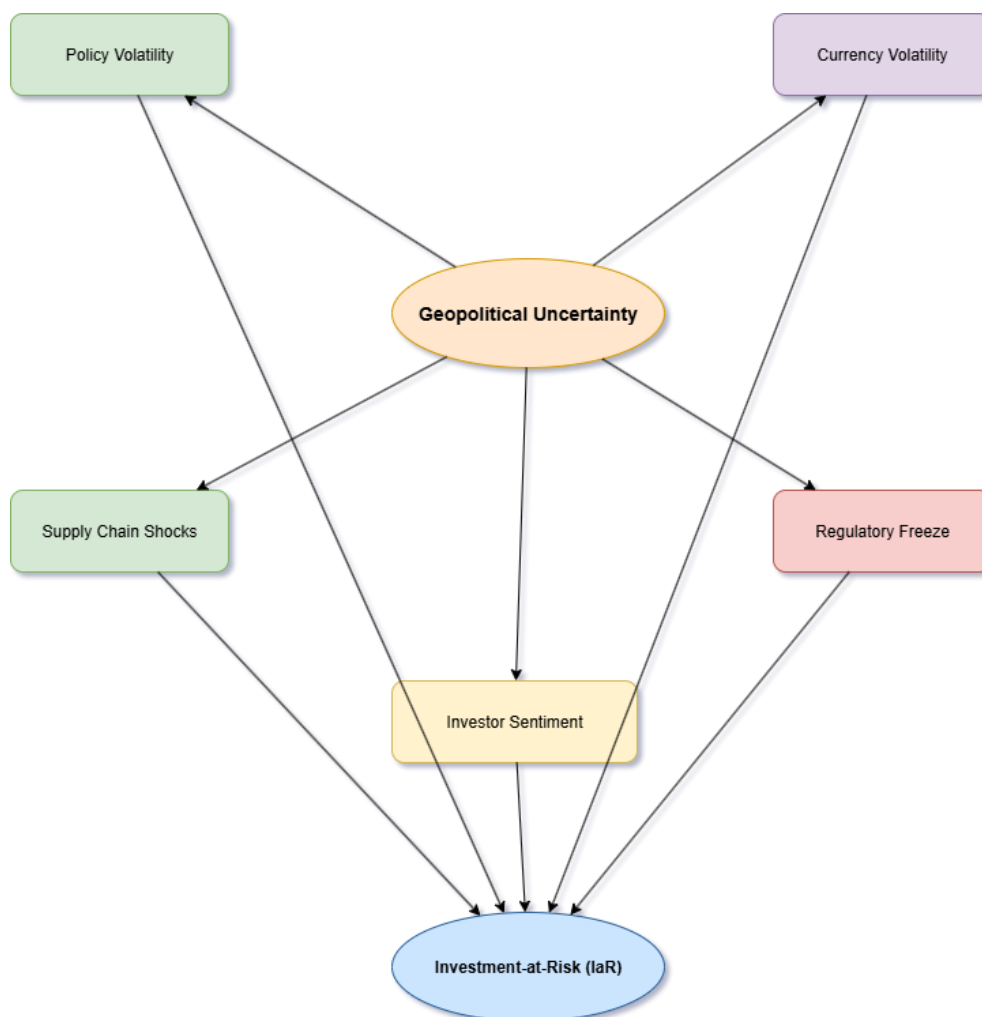 Policy Volatility
Currency Volatility
Geopolitical Uncertainty
Supply Chain Shocks
Regulatory Freeze
Investor Sentiment
Investment-at-Risk (IaR)